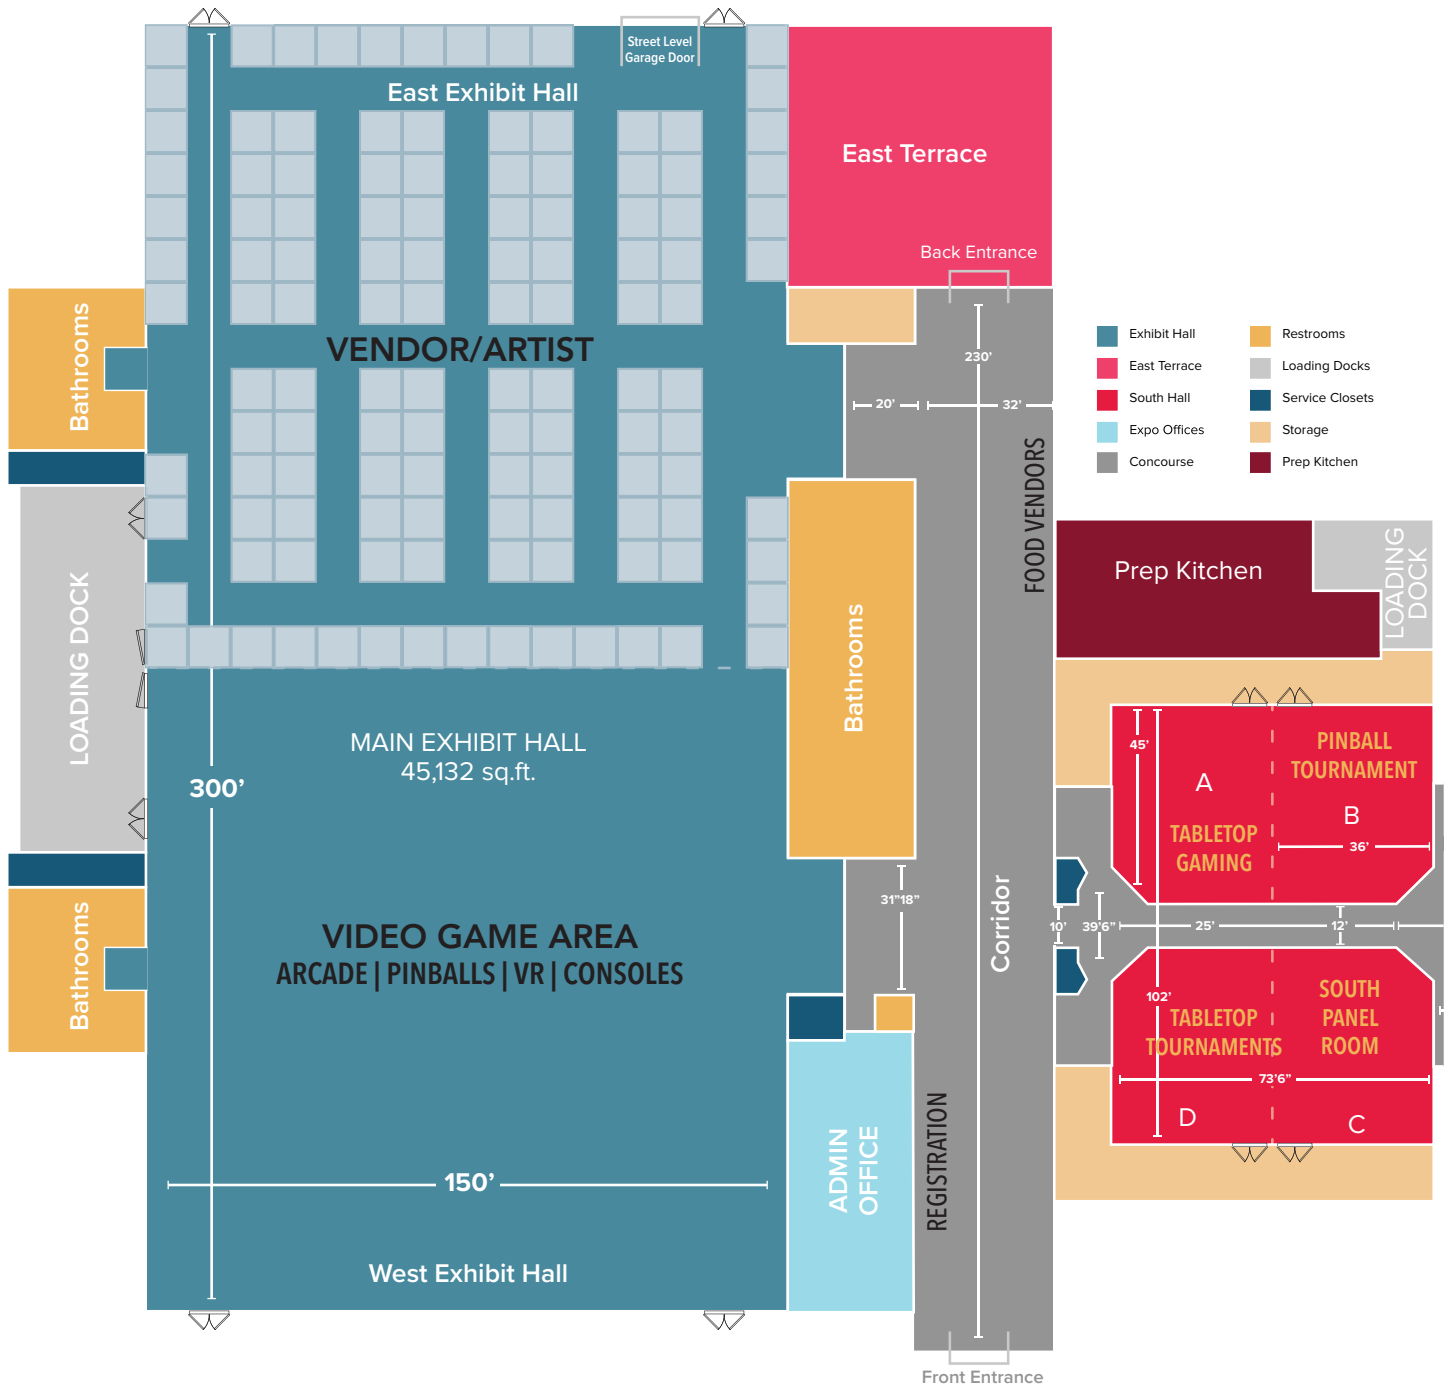 Street Level
Garage Door
East Exhibit Hall
East Terrace
Back Entrance
VENDOR/ARTIST
Bathrooms
230’
20’
32’
FOOD VENDORS
Exhibit Hall
East Terrace
South Hall
Expo Offices
Concourse
Restrooms
Loading Docks
Service Closets
Storage
Prep Kitchen
Prep Kitchen
LOADING
DOCK
LOADING DOCK
Bathrooms
MAIN EXHIBIT HALL
45,132 sq.ft.
300’
45’
A
PINBALL
TOURNAMENT
B
TABLETOP
GAMING
36’
31”18”
Corridor
10’
39’6”
25’
12’
VIDEO GAME AREA
ARCADE | PINBALLS | VR | CONSOLES
Bathrooms
102’
TABLETOP
TOURNAMENTS
SOUTH
PANEL
ROOM
73’6”
D
C
ADMIN
OFFICE
REGISTRATION
150’
West Exhibit Hall
Front Entrance